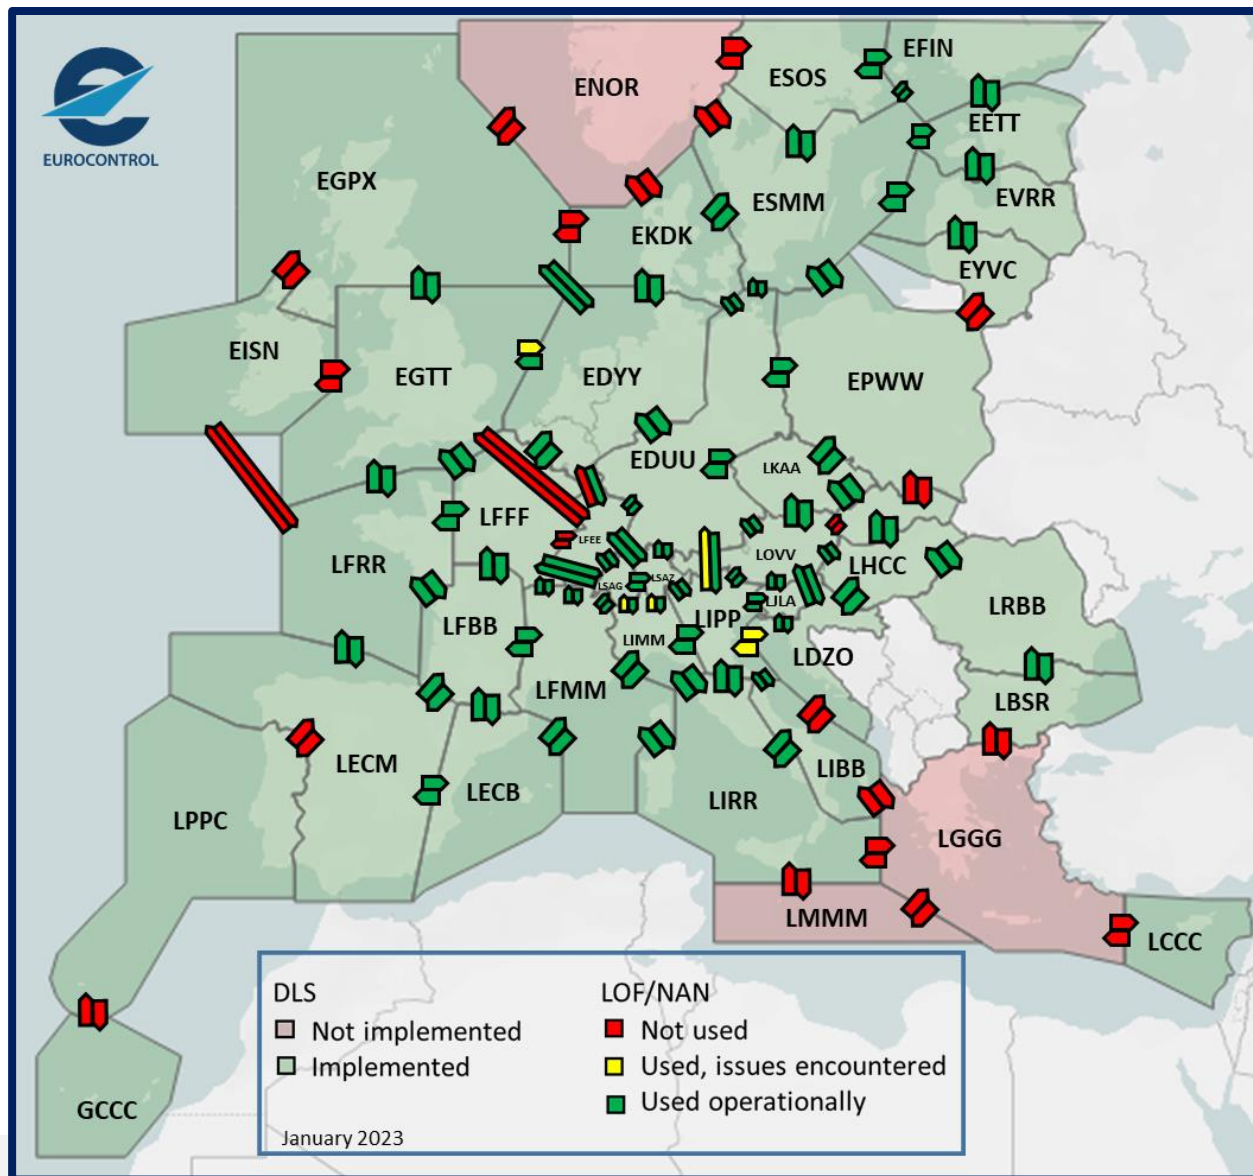 EUROCONTROL
ENOR
ESOS
EFIN
EETT
EGPX
ESMM
EVRR
EKDK
EYVC
EISN
EGTT
EDYY
EPWW
EDUU
LKAA
LFFF
LFEE
LOVV
LHCC
LFRR
LSAG
LSAZ
LJLA
LRBB
LFBB
LIPP
LIMM
LDZO
LFMM
LBSR
LECM
LECB
LIBB
LIRR
LPPC
LGGG
LMMM
LCCC
GCCC
DLS
Not implemented
Implemented
LOF/NAN
Not used
Used, issues encountered
Used operationally
January 2023